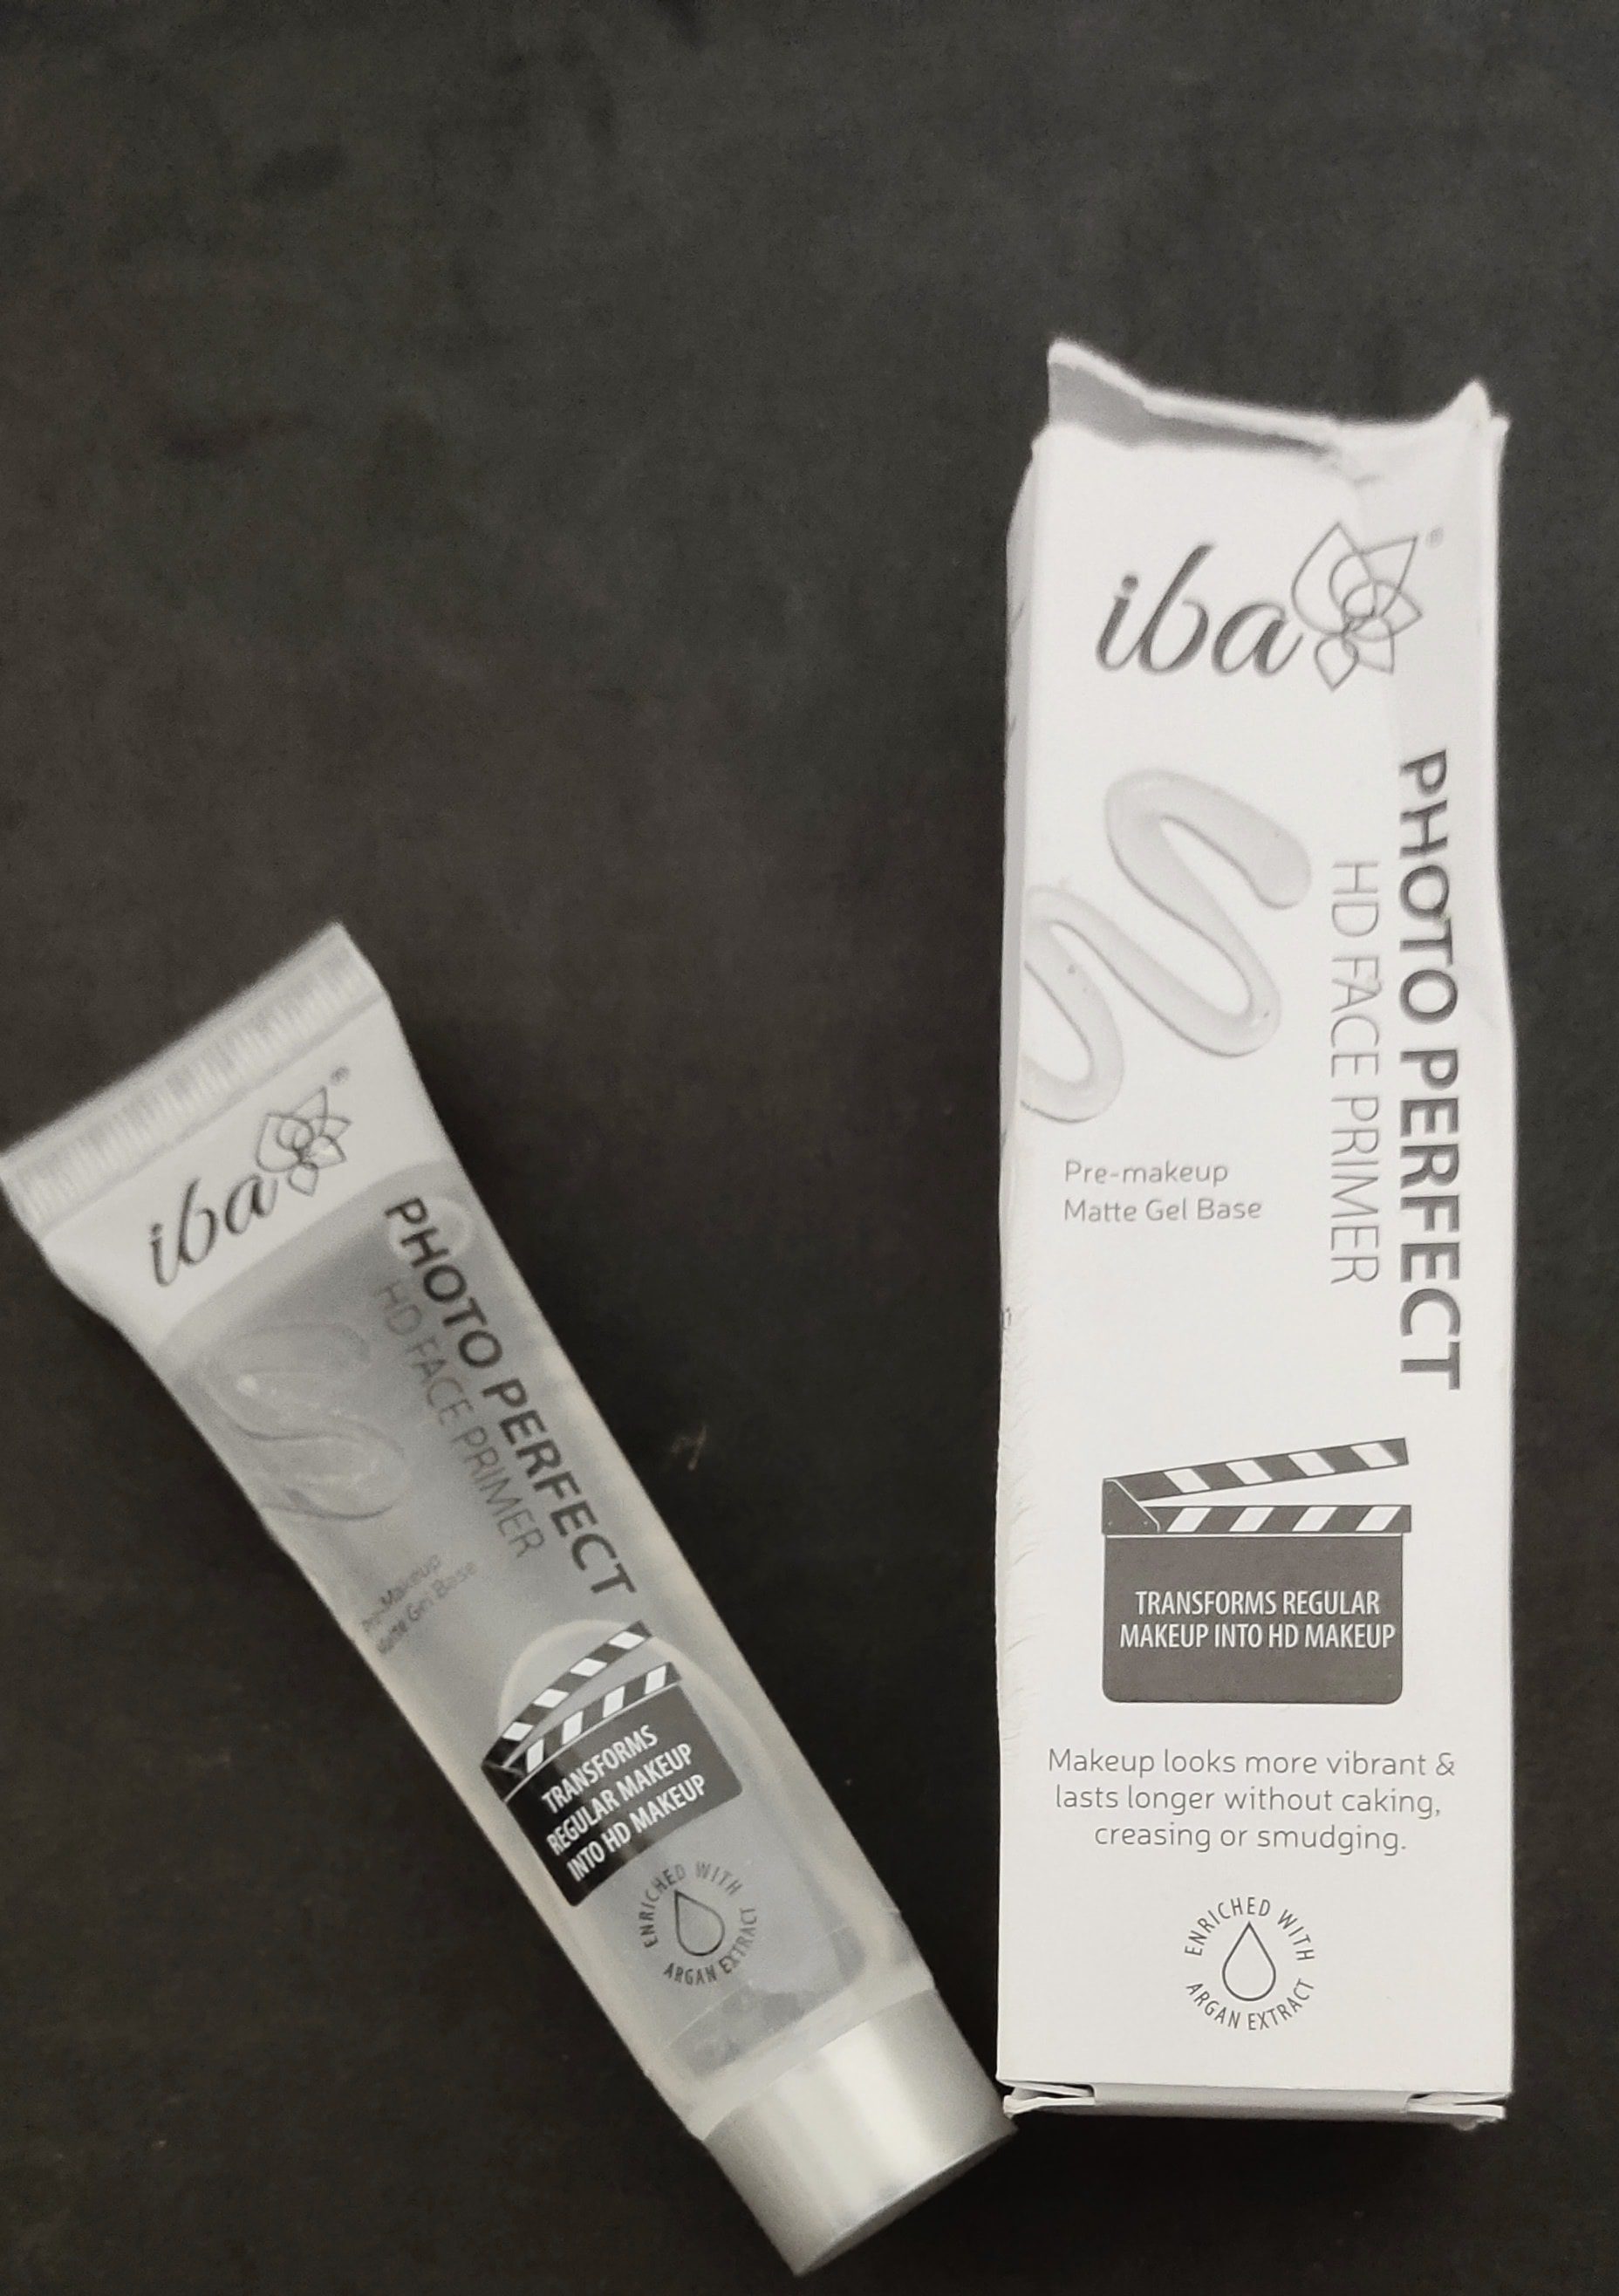 iba®
PHOTO PERFECT
HD FACE PRIMER
Pre-Makeup
Matte Gel Base
TRANSFORMS
REGULAR MAKEUP
INTO HD MAKEUP
ENRICHED WITH
ARGAN EXTRACT
iba®
PHOTO PERFECT
HD FACE PRIMER
Pre-makeup
Matte Gel Base
TRANSFORMS REGULAR
MAKEUP INTO HD MAKEUP
Makeup looks more vibrant &
lasts longer without caking,
creasing or smudging.
ENRICHED WITH
ARGAN EXTRACT